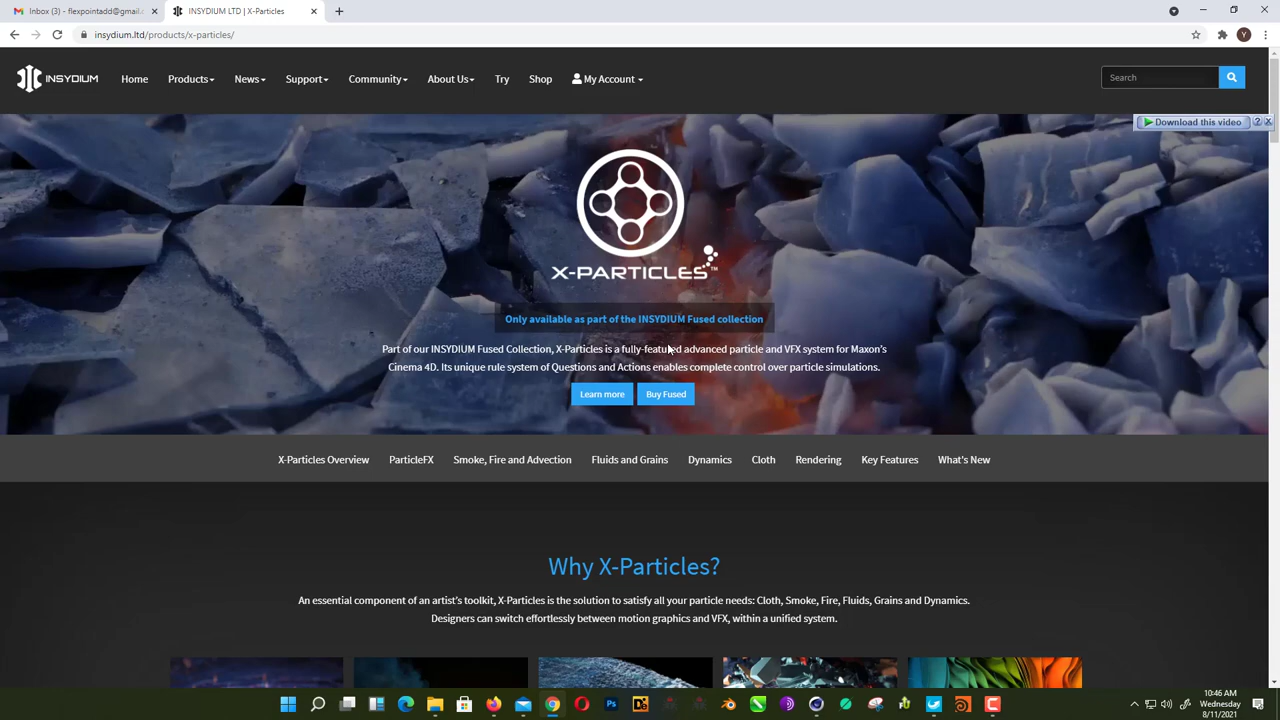 Inbox (3) - flexpointadd@gmail.c
INSYDIUM LTD | X-Particles
insydium.ltd/products/x-particles/
Y
INSYDIUM
Home
Products
News
Support
Community
About Us
Try
Shop
My Account
Search
Download this video
?
X-PARTICLES™
Only available as part of the INSYDIUM Fused collection
Part of our INSYDIUM Fused Collection, X-Particles is a fully-featured advanced particle and VFX system for Maxon's
Cinema 4D. Its unique rule system of Questions and Actions enables complete control over particle simulations.
Learn more
Buy Fused
X-Particles Overview
ParticleFX
Smoke, Fire and Advection
Fluids and Grains
Dynamics
Cloth
Rendering
Key Features
What's New
Why X-Particles?
An essential component of an artist's toolkit, X-Particles is the solution to satisfy all your particle needs: Cloth, Smoke, Fire, Fluids, Grains and Dynamics.
Designers can switch effortlessly between motion graphics and VFX, within a unified system.
Ps
10:46 AM
Wednesday
8/11/2021